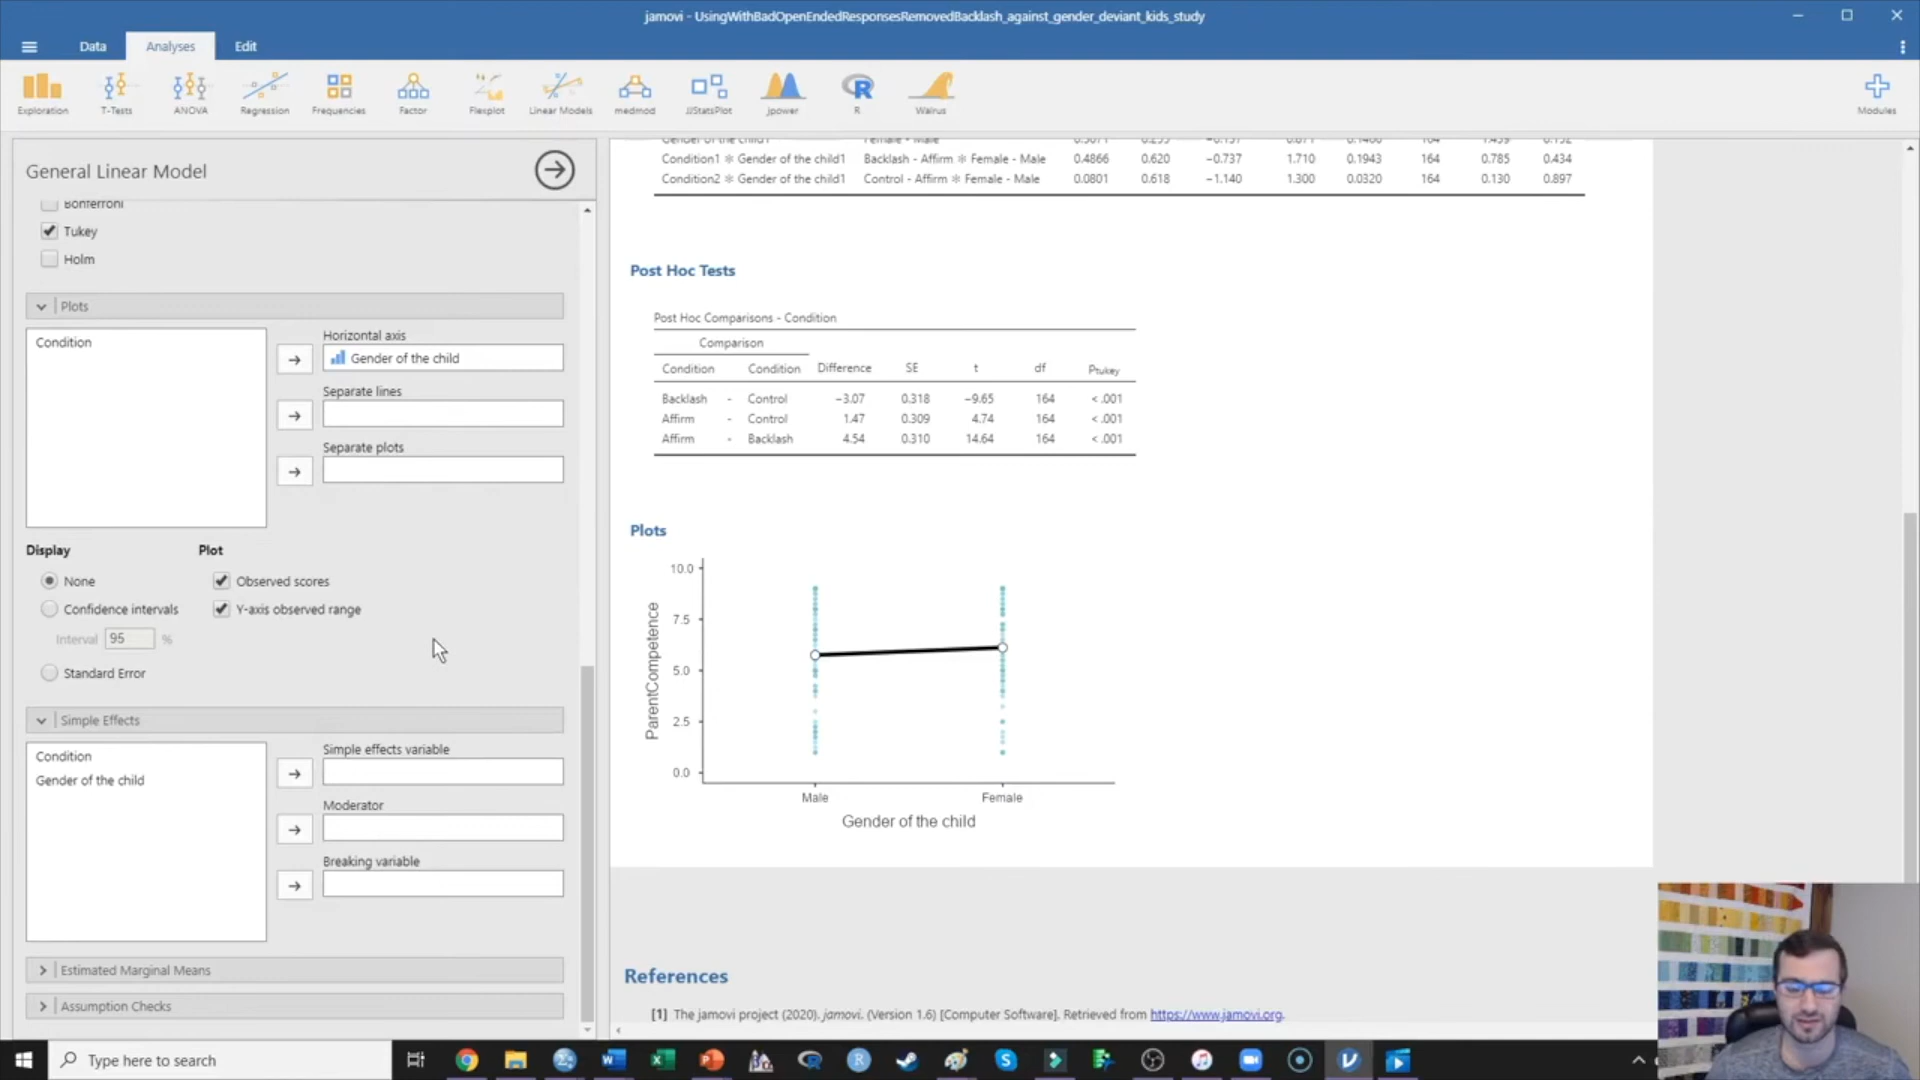 jamovi - UsingWithBadOpenEndedResponsesRemovedBacklash_against_gender_deviant_kids_study
Data Analyses Edit
Exploration T-Tests ANOVA Regression Frequencies Factor Flexplot Linear Models medmod JJStatsPlot jpower R Walrus Modules
General Linear Model
Bonferroni
Tukey
Holm
Plots
Condition
Horizontal axis
Gender of the child
Separate lines
Separate plots
Display Plot
None Observed scores
Confidence intervals Y-axis observed range
Interval 95 %
Standard Error
Simple Effects
Condition
Gender of the child
Simple effects variable
Moderator
Breaking variable
Estimated Marginal Means
Assumption Checks
Gender of the child1 Female - Male 0.255 164
Condition1 ✻ Gender of the child1 Backlash - Affirm ✻ Female - Male 0.4866 0.620 −0.737 1.710 0.1943 164 0.785 0.434
Condition2 ✻ Gender of the child1 Control - Affirm ✻ Female - Male 0.0801 0.618 −1.140 1.300 0.0320 164 0.130 0.897
Post Hoc Tests
Post Hoc Comparisons - Condition
Comparison
Condition Condition Difference SE t df ptukey
Backlash - Control −3.07 0.318 −9.65 164 < .001
Affirm - Control 1.47 0.309 4.74 164 < .001
Affirm - Backlash 4.54 0.310 14.64 164 < .001
Plots
10.0
7.5
5.0
2.5
0.0
ParentCompetence
Male Female
Gender of the child
References
[1] The jamovi project (2020). jamovi. (Version 1.6) [Computer Software]. Retrieved from https://www.jamovi.org.
Type here to search